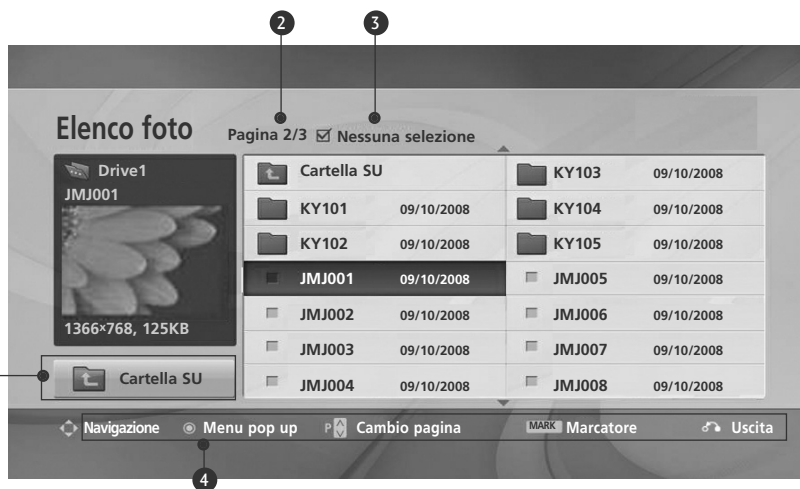 2 3
Elenco foto Pagina 2/3 Nessuna selezione
Drive1
JMJ001
1366×768, 125KB
Cartella SU
Cartella SU
KY101 09/10/2008
KY102 09/10/2008
JMJ001 09/10/2008
JMJ002 09/10/2008
JMJ003 09/10/2008
JMJ004 09/10/2008
KY103 09/10/2008
KY104 09/10/2008
KY105 09/10/2008
JMJ005 09/10/2008
JMJ006 09/10/2008
JMJ007 09/10/2008
JMJ008 09/10/2008
Navigazione Menu pop up P Cambio pagina MARK Marcatore Uscita
4